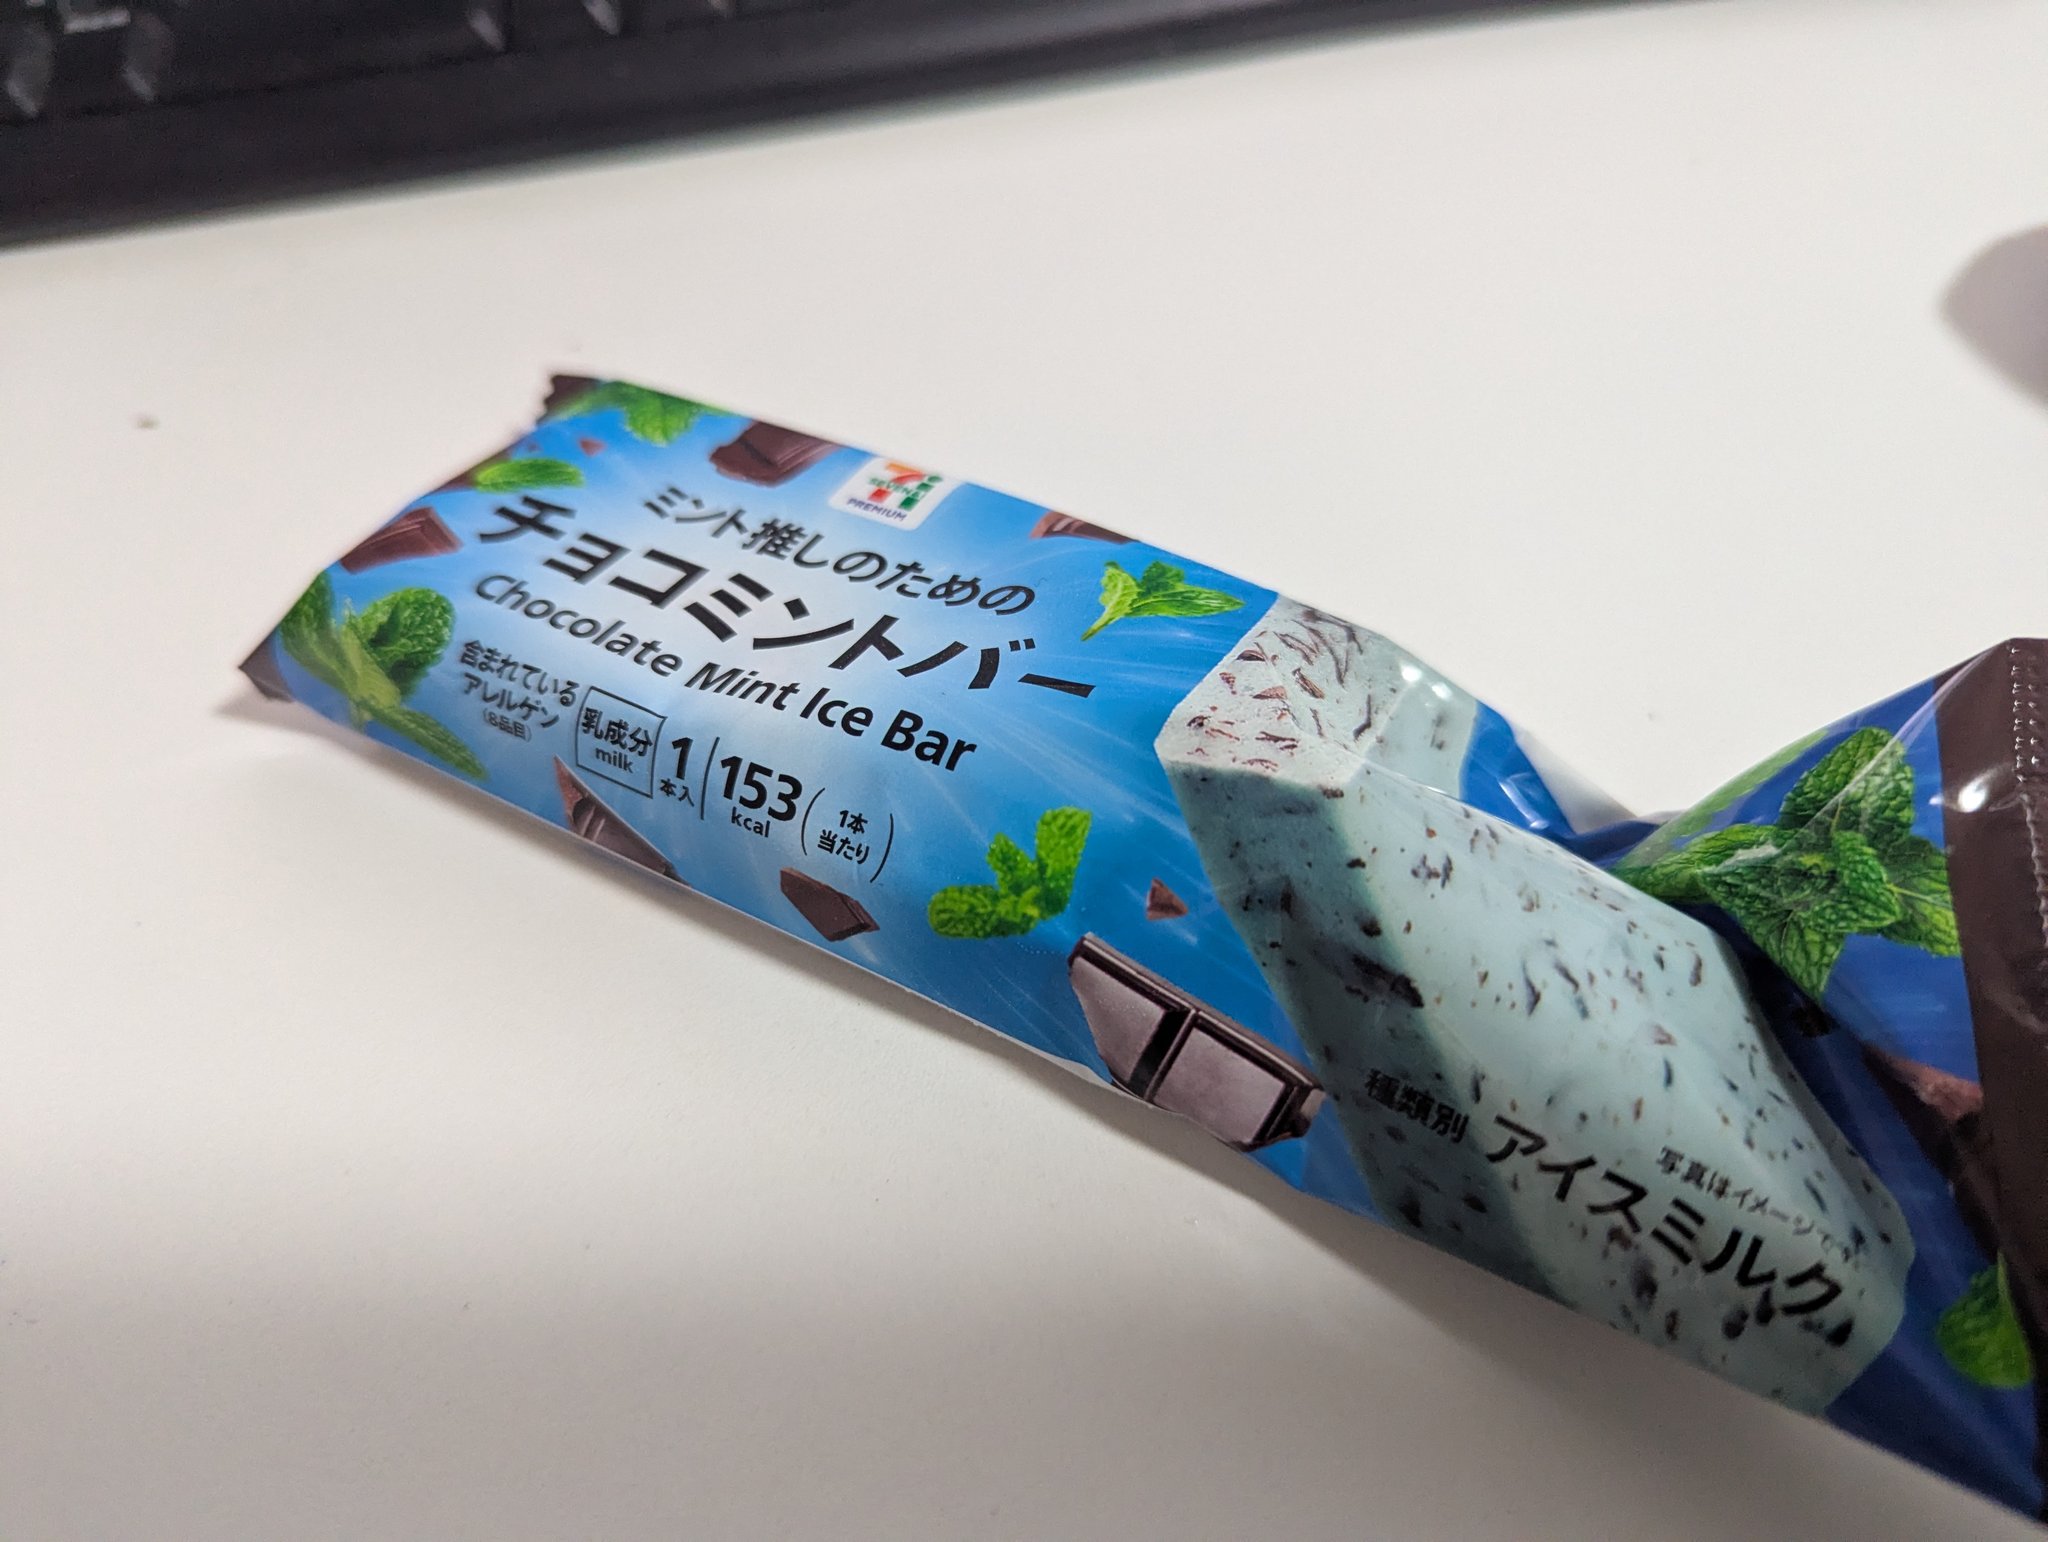 7i
SEVEN&i
PREMIUM
ミント推しのための
チョコミントバー
Chocolate Mint Ice Bar
含まれている
アレルゲン
(8品目)
乳成分
milk
1
本入
153
kcal
(1本
当たり)
種類別 アイスミルク
写真はイメージです。